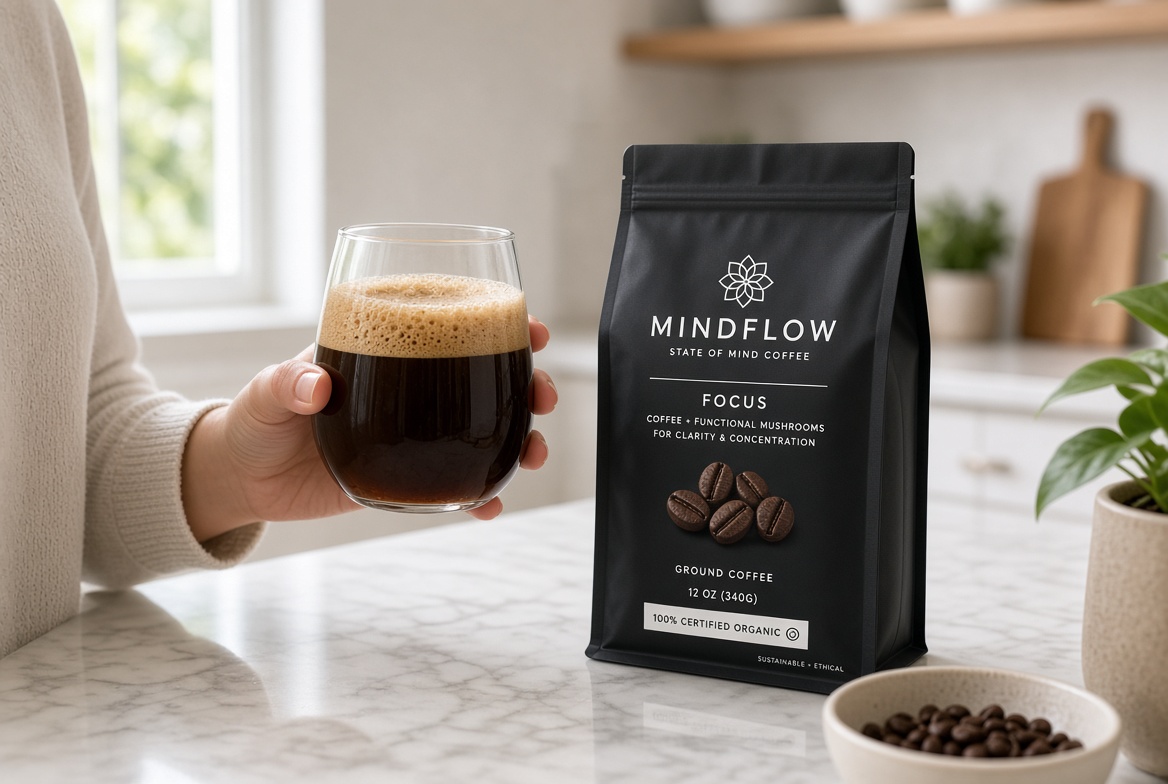 MINDFLOW
STATE OF MIND COFFEE
FOCUS
COFFEE + FUNCTIONAL MUSHROOMS
FOR CLARITY & CONCENTRATION
GROUND COFFEE
12 OZ (340G)
100% CERTIFIED ORGANIC
SUSTAINABLE • ETHICAL